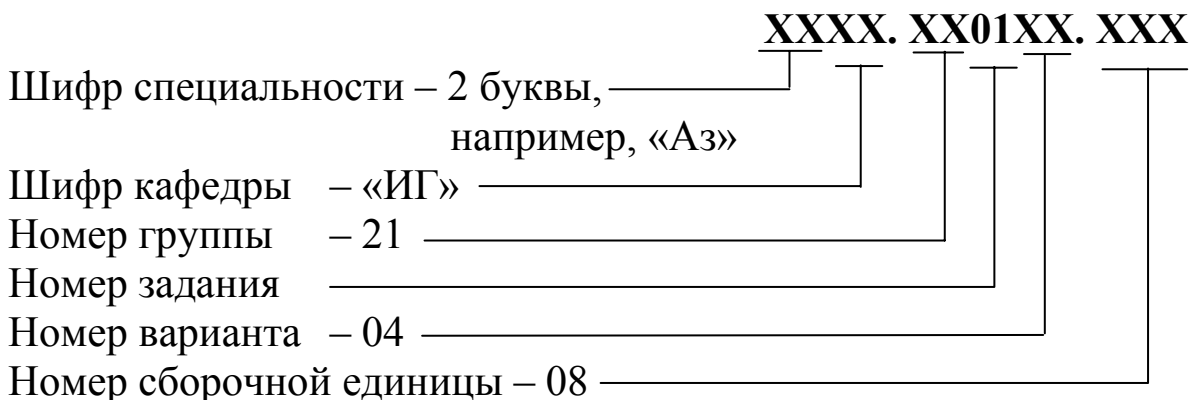 XXXX. XX01XX. XXX
Шифр специальности – 2 буквы,
например, «Аз»
Шифр кафедры – «ИГ»
Номер группы – 21
Номер задания
Номер варианта – 04
Номер сборочной единицы – 08